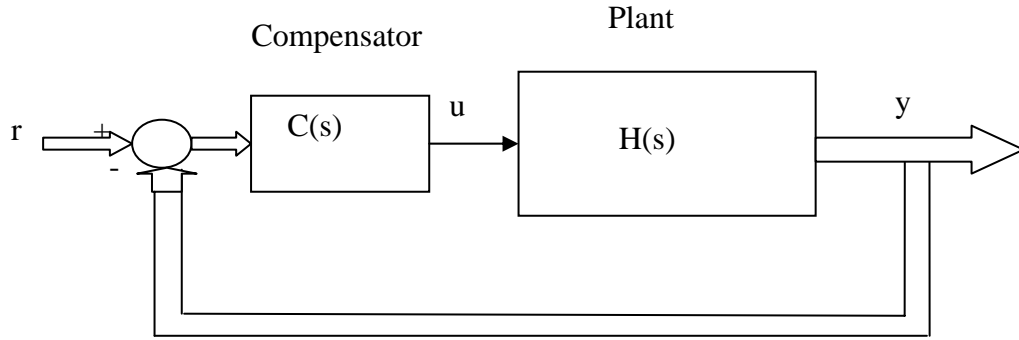 Plant
Compensator
r
+
-
C(s)
u
H(s)
y